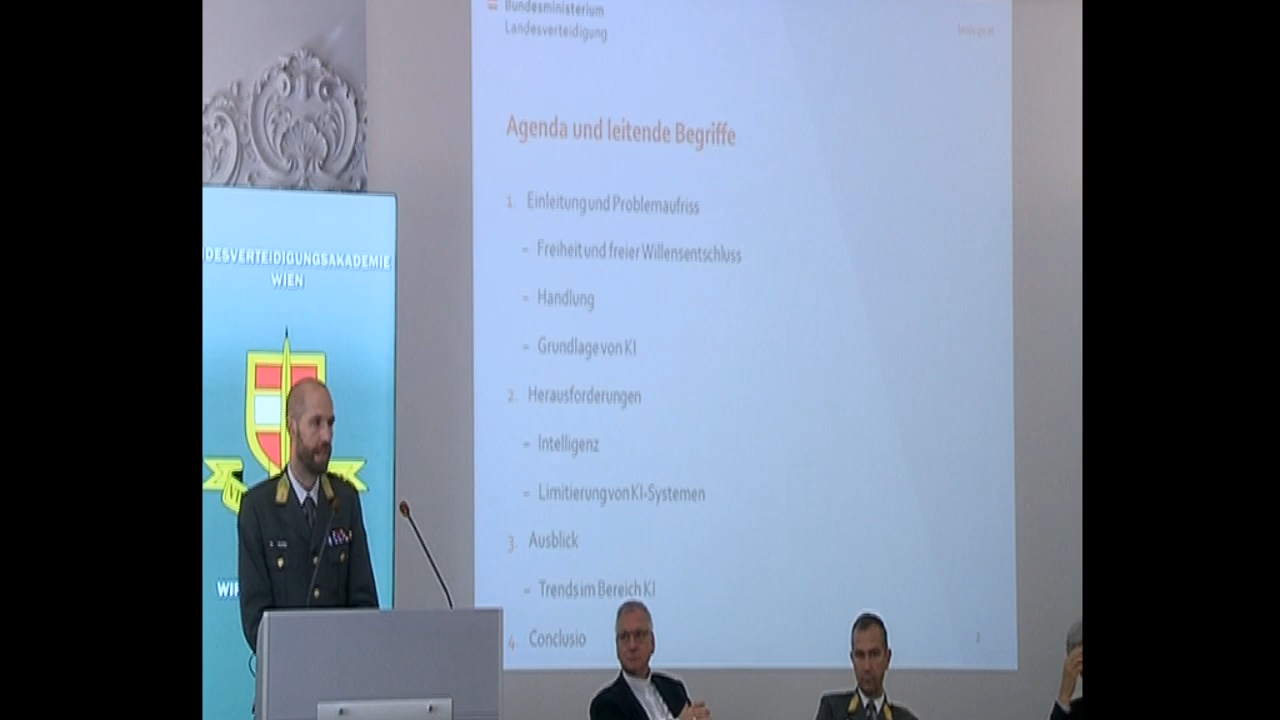 Bundesministerium
Landesverteidigung
Agenda und leitende Begriffe
1. Einleitung und Problemaufriss
- Freiheit und freier Willensentschluss
- Handlung
- Grundlage von KI
2. Herausforderungen
- Intelligenz
- Limitierung von KI-Systemen
3. Ausblick
- Trends im Bereich KI
4. Conclusio
2
DESVERTEIDIGUNGSAKADEMIE
WIEN
WIR